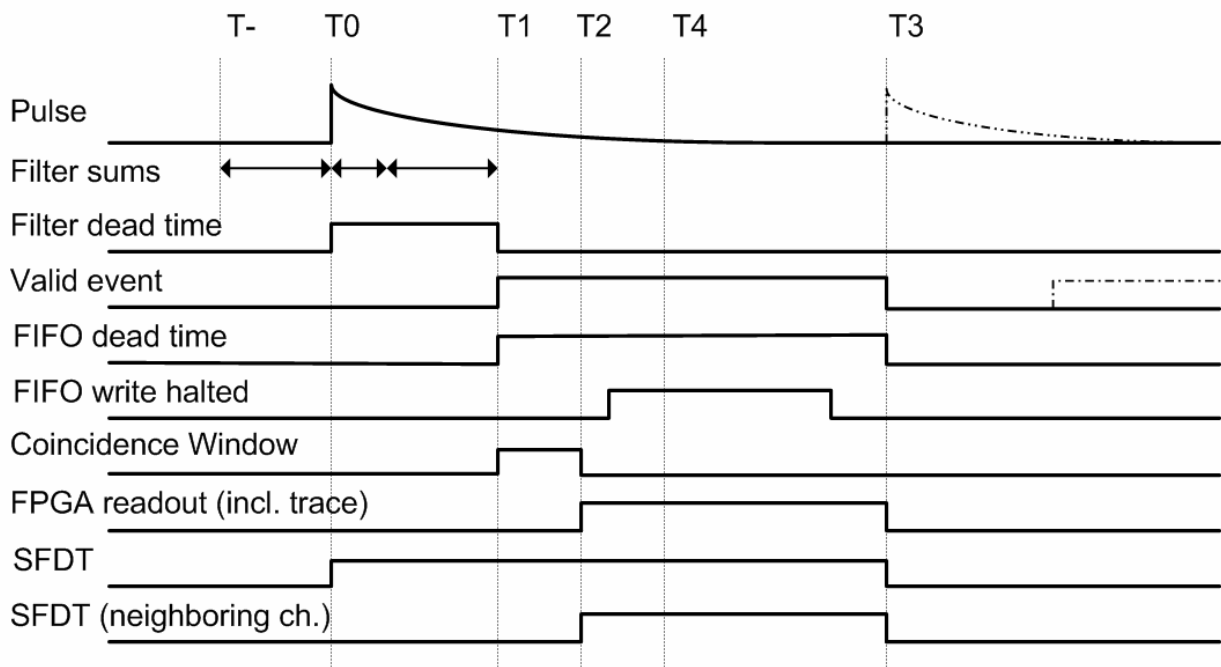 T- T0 T1 T2 T4 T3
Pulse
Filter sums
Filter dead time
Valid event
FIFO dead time
FIFO write halted
Coincidence Window
FPGA readout (incl. trace)
SFDT
SFDT (neighboring ch.)